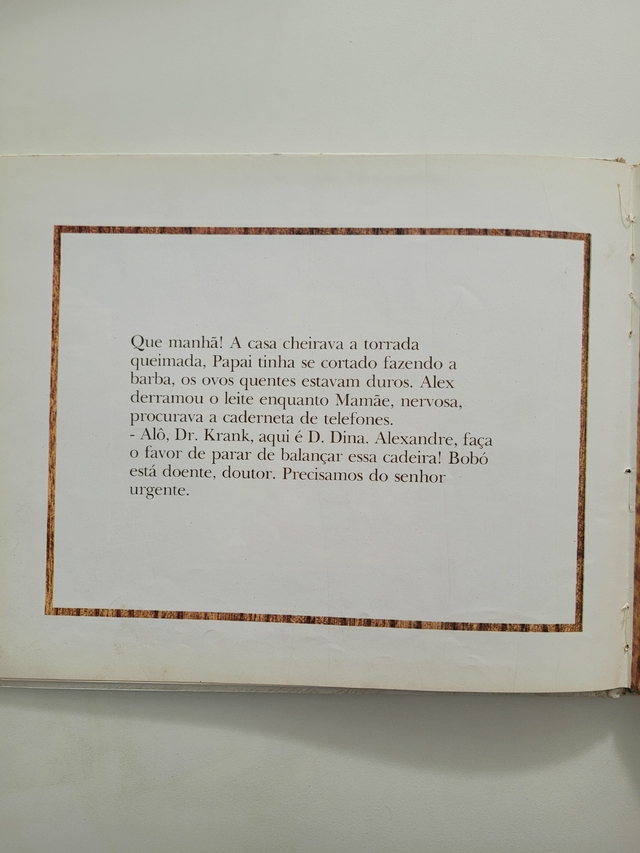 Que manhã! A casa cheirava a torrada
queimada, Papai tinha se cortado fazendo a
barba, os ovos quentes estavam duros. Alex
derramou o leite enquanto Mamãe, nervosa,
procurava a caderneta de telefones.
- Alô, Dr. Krank, aqui é D. Dina. Alexandre, faça
o favor de parar de balançar essa cadeira! Bobó
está doente, doutor. Precisamos do senhor
urgente.